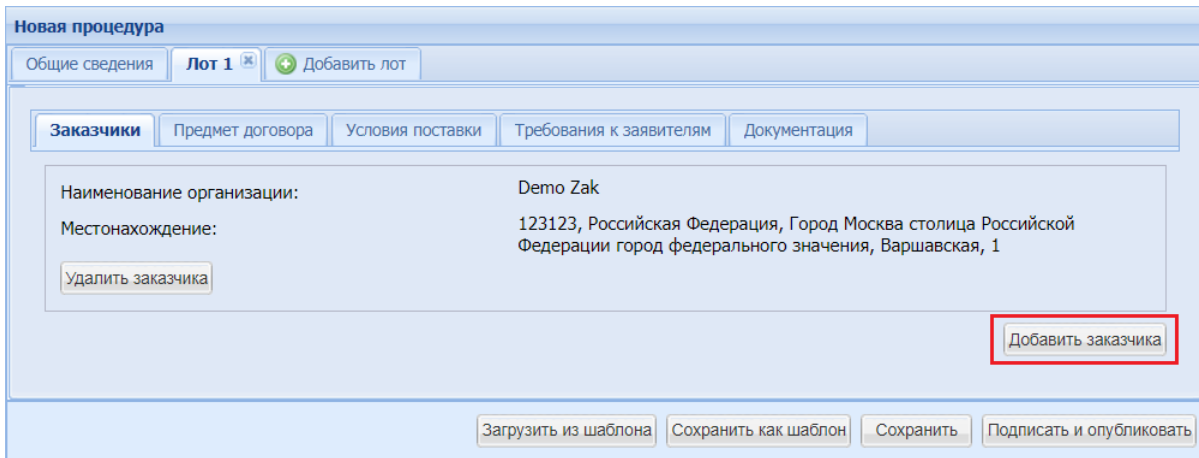 Новая процедура
Общие сведения Лот 1 Добавить лот
Заказчики Предмет договора Условия поставки Требования к заявителям Документация
Наименование организации: Demo Zak
Местонахождение: 123123, Российская Федерация, Город Москва столица Российской
Федерации город федерального значения, Варшавская, 1
Удалить заказчика
Добавить заказчика
Загрузить из шаблона Сохранить как шаблон Сохранить Подписать и опубликовать